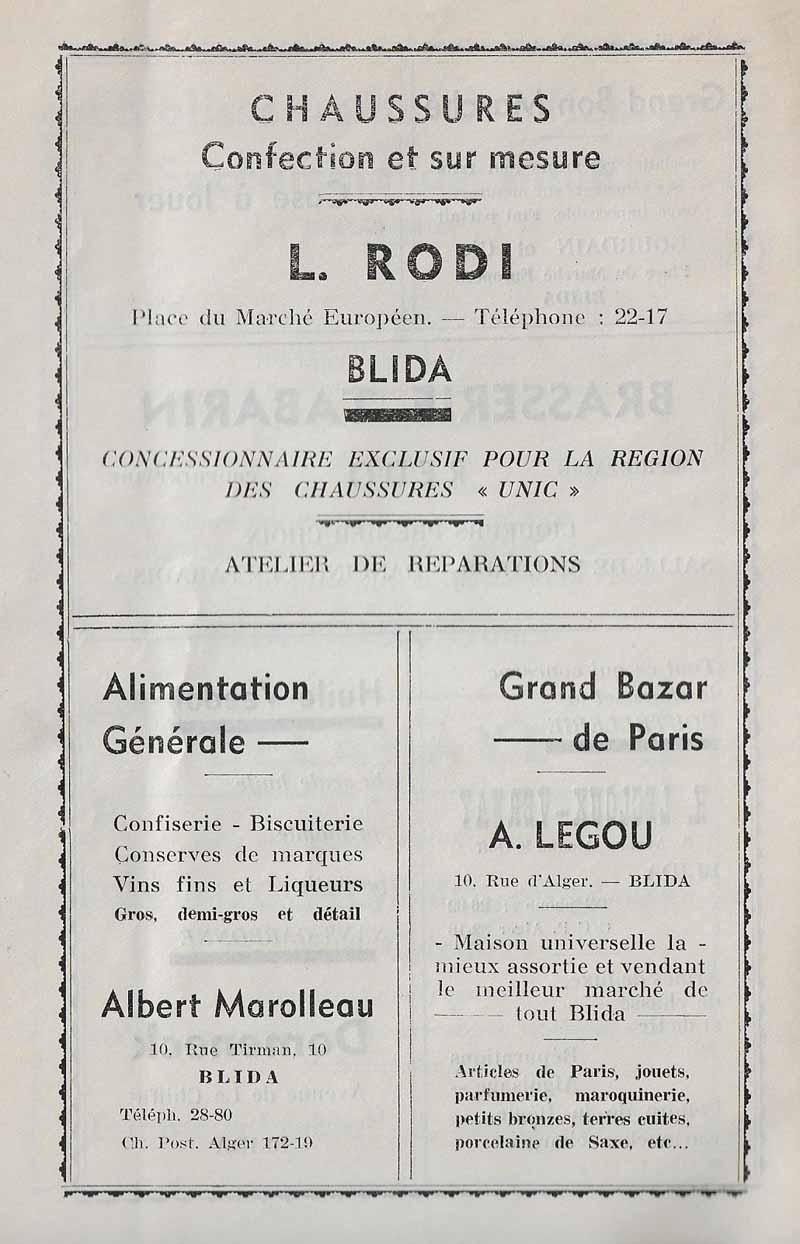 CHAUSSURES
Confection et sur mesure
L. RODI
Place du Marché Européen. — Téléphone : 22-17
BLIDA
CONCESSIONNAIRE EXCLUSIF POUR LA REGION
DES CHAUSSURES « UNIC »
ATELIER DE REPARATIONS
Alimentation
Générale —
Confiserie - Biscuiterie
Conserves de marques
Vins fins et Liqueurs
Gros, demi-gros et détail
Albert Marolleau
10, Rue Tirman, 10
BLIDA
Téléph. 28-80
Ch. Post. Alger 172-19
Grand Bazar
— de Paris
A. LEGOU
10, Rue d'Alger. — BLIDA
- Maison universelle la -
mieux assortie et vendant
le meilleur marché de
— tout Blida —
Articles de Paris, jouets,
parfumerie, maroquinerie,
petits bronzes, terres cuites,
porcelaine de Saxe, etc...